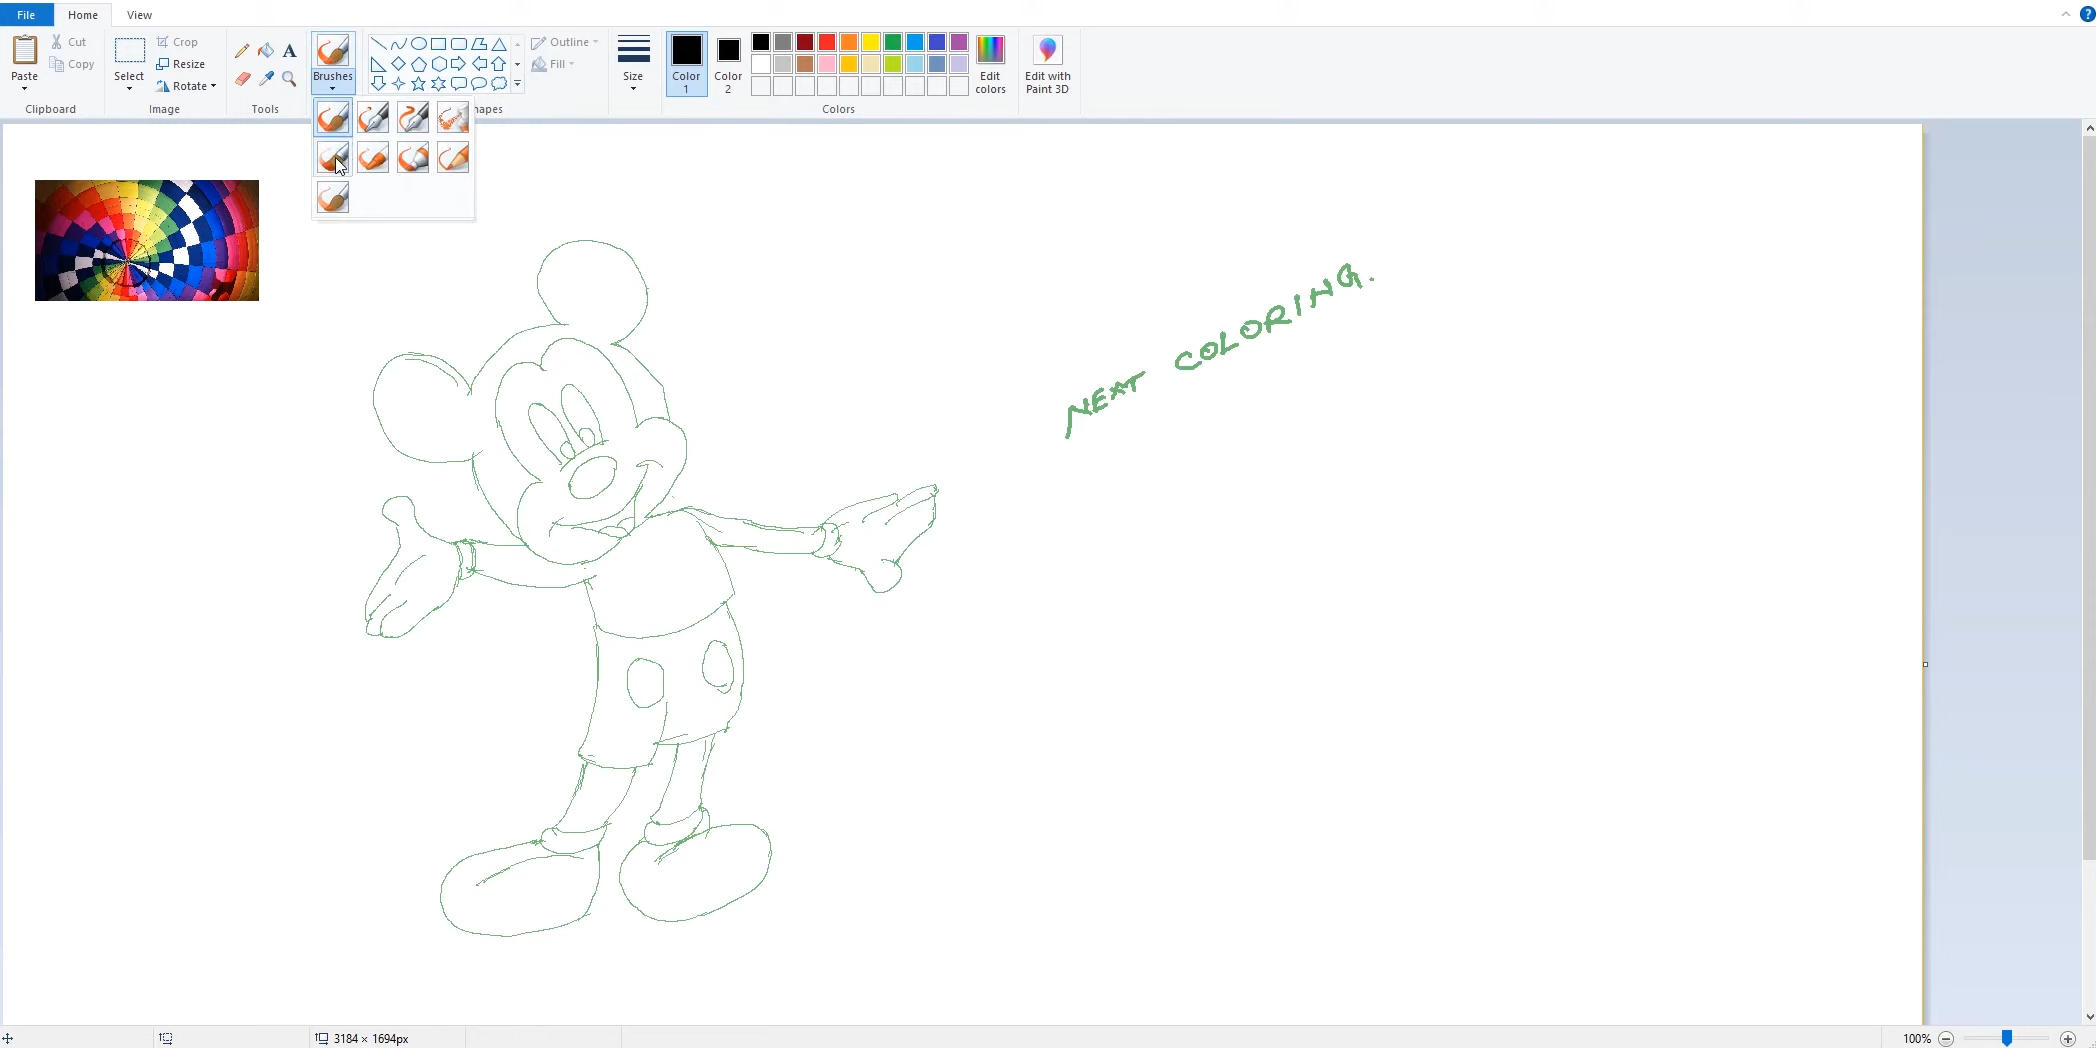 File Home View
Cut
Copy
Paste
Clipboard
Select
Crop
Resize
Rotate
Image
A
Tools
Brushes
Outline
Fill
hapes
Size
Color 1
Color 2
Edit colors
Colors
Edit with Paint 3D
?
NEXT COLORING.
3184 × 1694px
100%